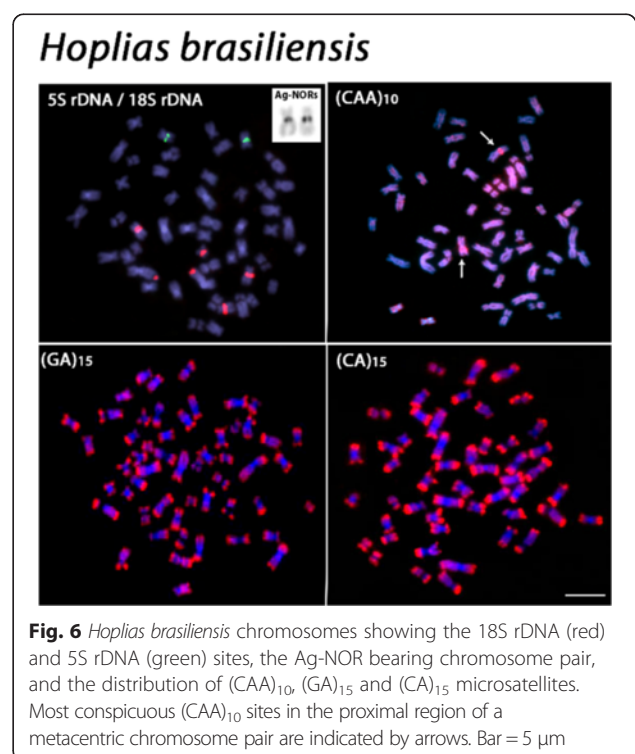 Hoplias brasiliensis
5S rDNA / 18S rDNA
Ag-NORs
(CAA)10
(GA)15
(CA)15
Fig. 6 Hoplias brasiliensis chromosomes showing the 18S rDNA (red)
and 5S rDNA (green) sites, the Ag-NOR bearing chromosome pair,
and the distribution of (CAA)10, (GA)15 and (CA)15 microsatellites.
Most conspicuous (CAA)10 sites in the proximal region of a
metacentric chromosome pair are indicated by arrows. Bar = 5 μm